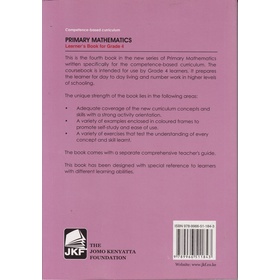 Competence-based curriculum
PRIMARY MATHEMATICS
Learner's Book for Grade 4
This is the fourth book in the new series of Primary Mathematics
written specifically for the competence-based curriculum. The
coursebook is intended for use by Grade 4 learners. It prepares
the learner for day to day living and number work in higher levels
of schooling.
The unique strength of the book lies in the following areas:
• Adequate coverage of the new curriculum concepts and
skills with a strong activity orientation.
• A variety of examples enclosed in coloured frames to
promote self-study and ease of use.
• A variety of exercises that test the understanding of every
concept and skill learnt.
The book comes with a separate comprehensive teacher's guide.
This book has been designed with special reference to learners
with different learning abilities.
JKF
THE
JOMO KENYATTA
FOUNDATION
Website: www.jkf.co.ke